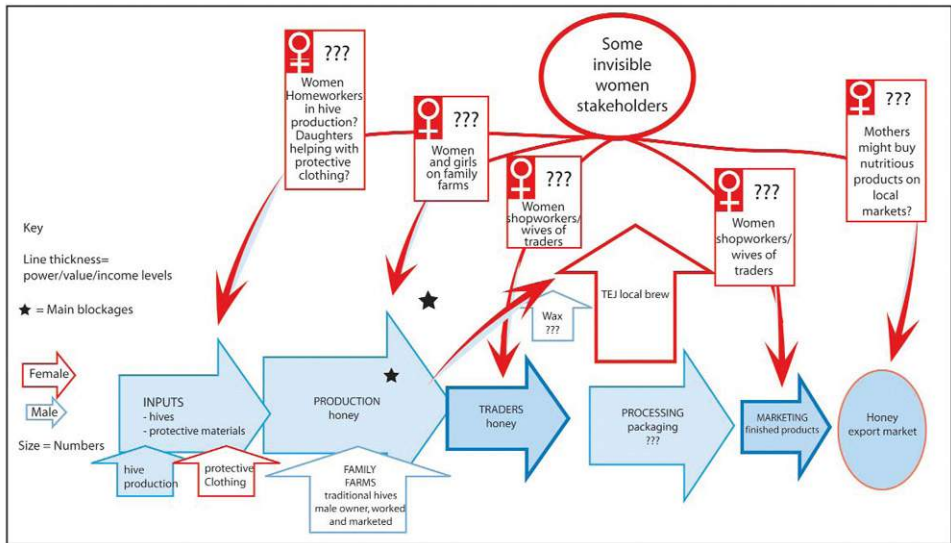 ???
Women
Homeworkers
in hive
production?
Daughters
helping with
protective
clothing?
???
Women
and girls
on family
farms
Some
invisible
women
stakeholders
???
Women
shopworkers/
wives of
traders
???
Women
shopworkers/
wives of
traders
???
Mothers
might buy
nutritious
products on
local
markets?
Key
Line thickness=
power/value/income levels
= Main blockages
Female
Male
Size = Numbers
INPUTS
- hives
- protective materials
hive
production
protective
Clothing
PRODUCTION
honey
FAMILY
FARMS
traditional hives
male owner, worked
and marketed
TRADERS
honey
Wax
???
TEJ local brew
PROCESSING
packaging
???
MARKETING
finished products
Honey
export market